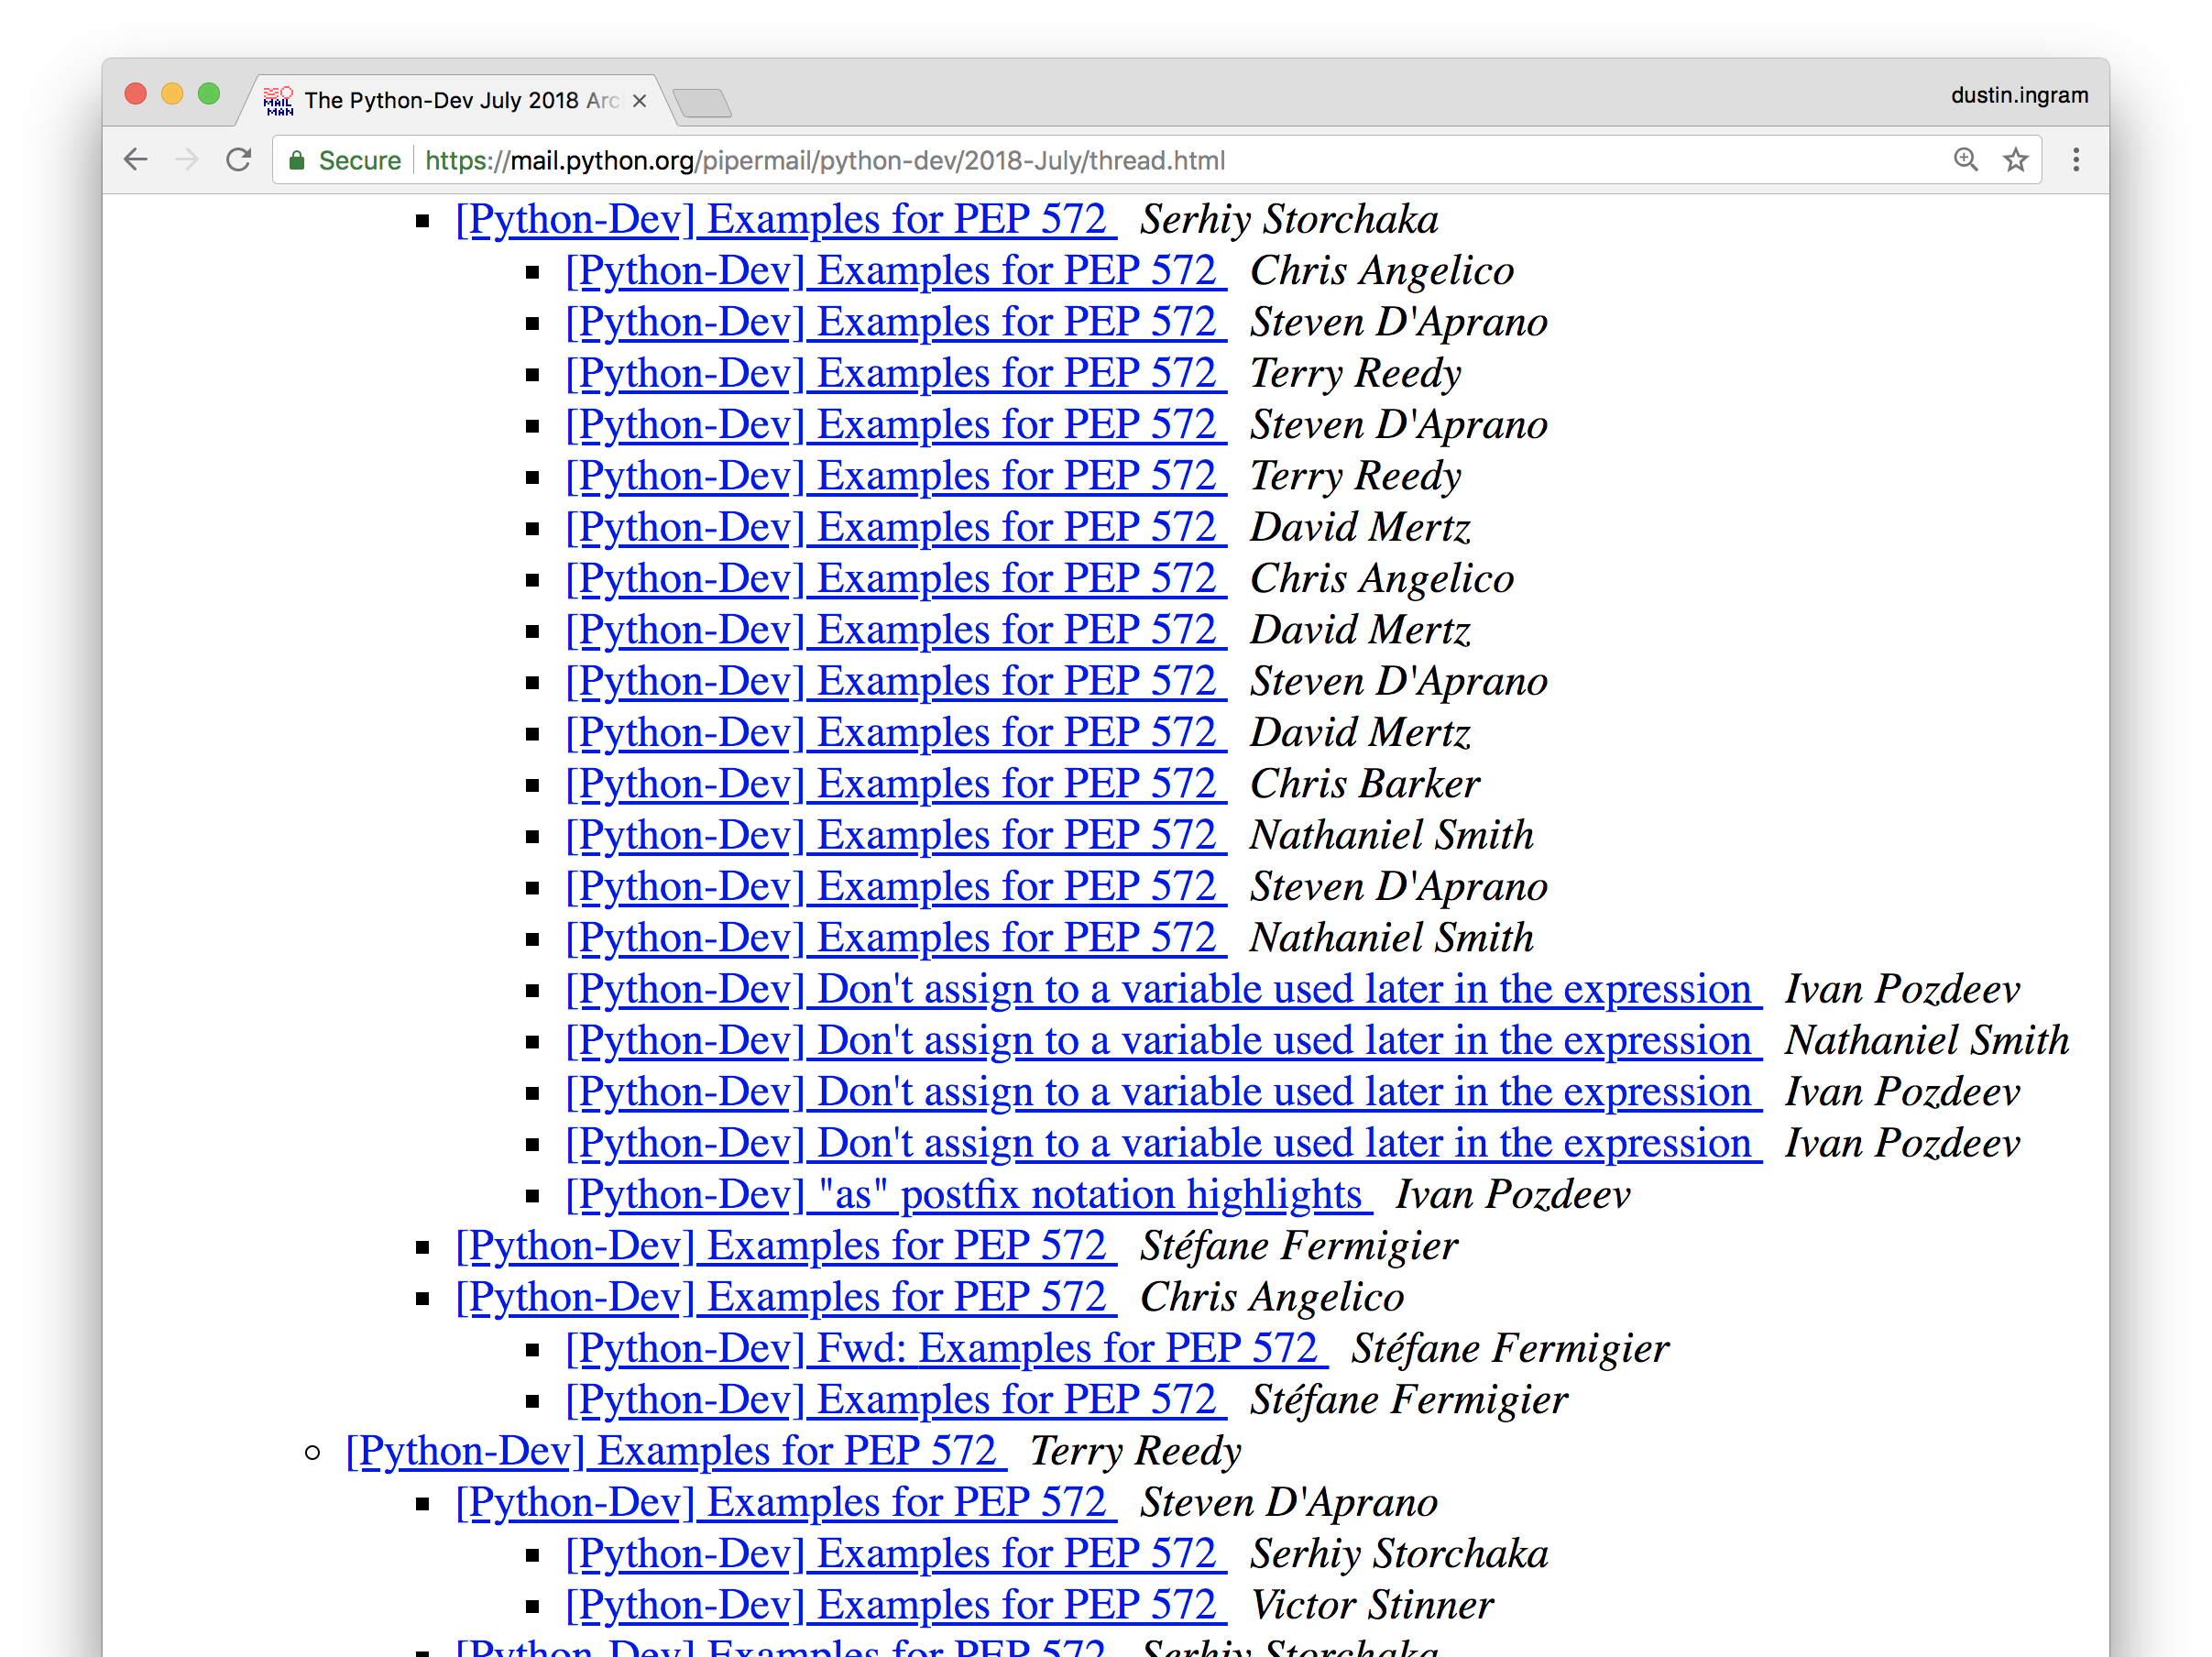 MAIL
MAN
The Python-Dev July 2018 Arc
dustin.ingram
Secure https://mail.python.org/pipermail/python-dev/2018-July/thread.html
[Python-Dev] Examples for PEP 572 Serhiy Storchaka
[Python-Dev] Examples for PEP 572 Chris Angelico
[Python-Dev] Examples for PEP 572 Steven D'Aprano
[Python-Dev] Examples for PEP 572 Terry Reedy
[Python-Dev] Examples for PEP 572 Steven D'Aprano
[Python-Dev] Examples for PEP 572 Terry Reedy
[Python-Dev] Examples for PEP 572 David Mertz
[Python-Dev] Examples for PEP 572 Chris Angelico
[Python-Dev] Examples for PEP 572 David Mertz
[Python-Dev] Examples for PEP 572 Steven D'Aprano
[Python-Dev] Examples for PEP 572 David Mertz
[Python-Dev] Examples for PEP 572 Chris Barker
[Python-Dev] Examples for PEP 572 Nathaniel Smith
[Python-Dev] Examples for PEP 572 Steven D'Aprano
[Python-Dev] Examples for PEP 572 Nathaniel Smith
[Python-Dev] Don't assign to a variable used later in the expression Ivan Pozdeev
[Python-Dev] Don't assign to a variable used later in the expression Nathaniel Smith
[Python-Dev] Don't assign to a variable used later in the expression Ivan Pozdeev
[Python-Dev] Don't assign to a variable used later in the expression Ivan Pozdeev
[Python-Dev] "as" postfix notation highlights Ivan Pozdeev
[Python-Dev] Examples for PEP 572 Stéfane Fermigier
[Python-Dev] Examples for PEP 572 Chris Angelico
[Python-Dev] Fwd: Examples for PEP 572 Stéfane Fermigier
[Python-Dev] Examples for PEP 572 Stéfane Fermigier
[Python-Dev] Examples for PEP 572 Terry Reedy
[Python-Dev] Examples for PEP 572 Steven D'Aprano
[Python-Dev] Examples for PEP 572 Serhiy Storchaka
[Python-Dev] Examples for PEP 572 Victor Stinner
[Python-Dev] Examples for PEP 572 Serhiy Storchaka